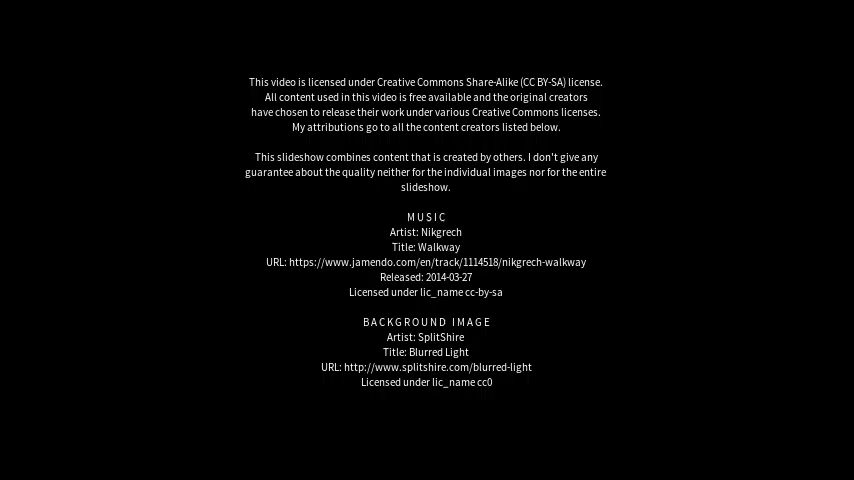 This video is licensed under Creative Commons Share-Alike (CC BY-SA) license.
All content used in this video is free available and the original creators
have chosen to release their work under various Creative Commons licenses.
My attributions go to all the content creators listed below.
This slideshow combines content that is created by others. I don't give any
guarantee about the quality neither for the individual images nor for the entire
slideshow.
MUSIC
Artist: Nikgrech
Title: Walkway
URL: https://www.jamendo.com/en/track/1114518/nikgrech-walkway
Released: 2014-03-27
Licensed under lic_name cc-by-sa
BACKGROUND IMAGE
Artist: SplitShire
Title: Blurred Light
URL: http://www.splitshire.com/blurred-light
Licensed under lic_name cc0